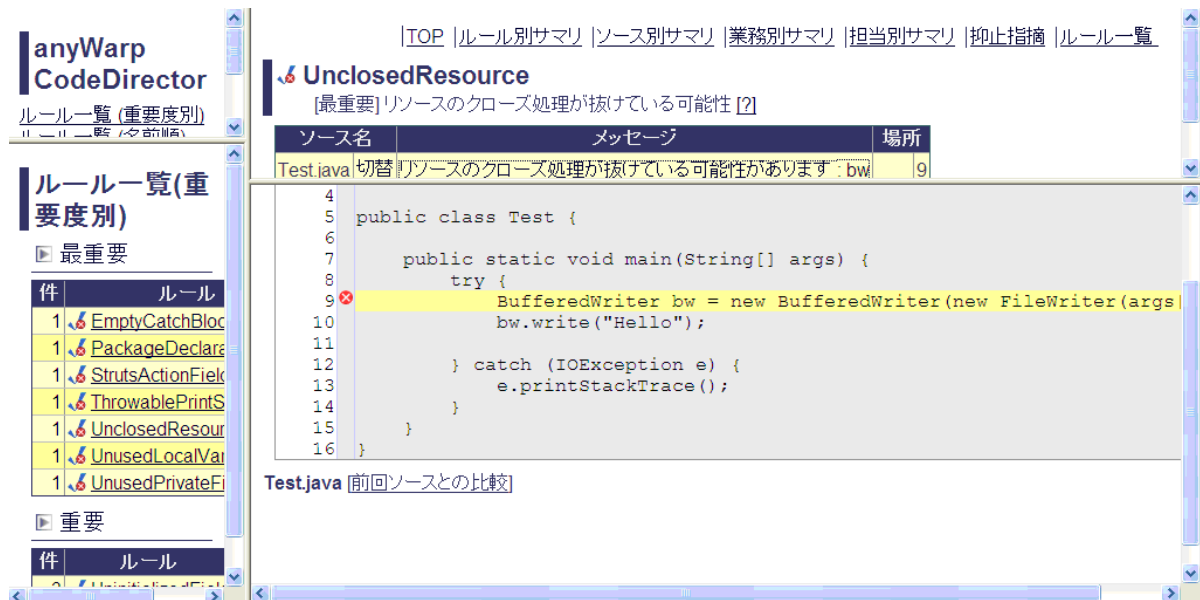 anyWarp
CodeDirector
ルール一覧 (重要度別)
ルール一覧 (名前順)
ルール一覧(重
要度別)
最重要
件 ルール
1 EmptyCatchBloc
1 PackageDeclara
1 StrutsActionField
1 ThrowablePrintS
1 UnclosedResour
1 UnusedLocalVar
1 UnusedPrivateFi
重要
件 ルール
|TOP |ルール別サマリ |ソース別サマリ |業務別サマリ |担当別サマリ |抑止指摘 |ルール一覧
UnclosedResource
[最重要] リソースのクローズ処理が抜けている可能性 [?]
ソース名 メッセージ 場所
Test.java 切替 リソースのクローズ処理が抜けている可能性があります : bw 9
4
5 public class Test {
6
7 public static void main(String[] args) {
8 try {
9 BufferedWriter bw = new BufferedWriter(new FileWriter(args[
10 bw.write("Hello");
11
12 } catch (IOException e) {
13 e.printStackTrace();
14 }
15 }
16 }
Test.java [前回ソースとの比較]